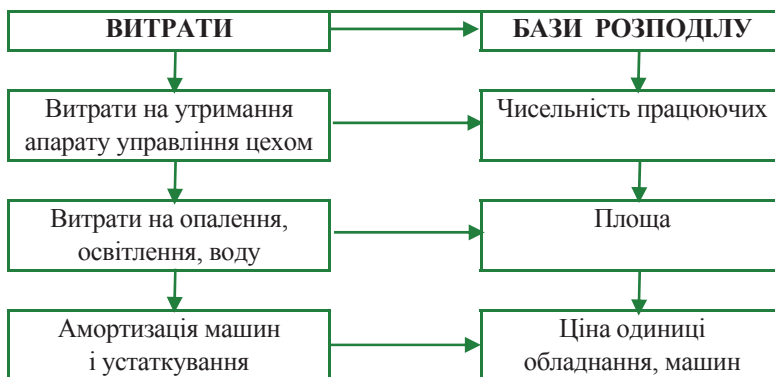 ВИТРАТИ
БАЗИ РОЗПОДІЛУ
Витрати на утримання
апарату управління цехом
Чисельність працюючих
Витрати на опалення,
освітлення, воду
Площа
Амортизація машин
і устаткування
Ціна одиниці
обладнання, машин